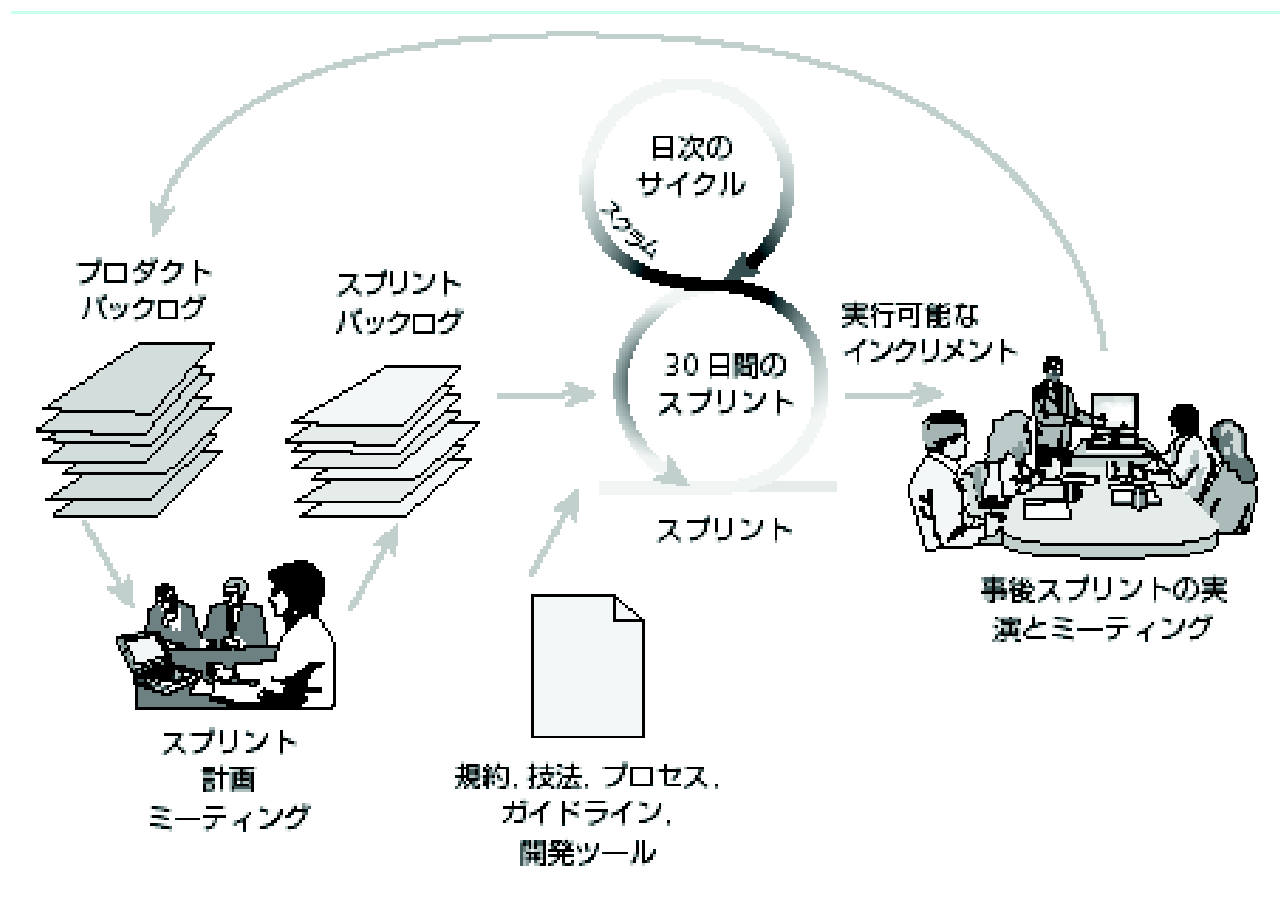 日次の
サイクル
スクラム
プロダクト
バックログ
スプリント
バックログ
30日間の
スプリント
実行可能な
インクリメント
スプリント
事後スプリントの実
演とミーティング
スプリント
計画
ミーティング
規約, 技法, プロセス,
ガイドライン,
開発ツール